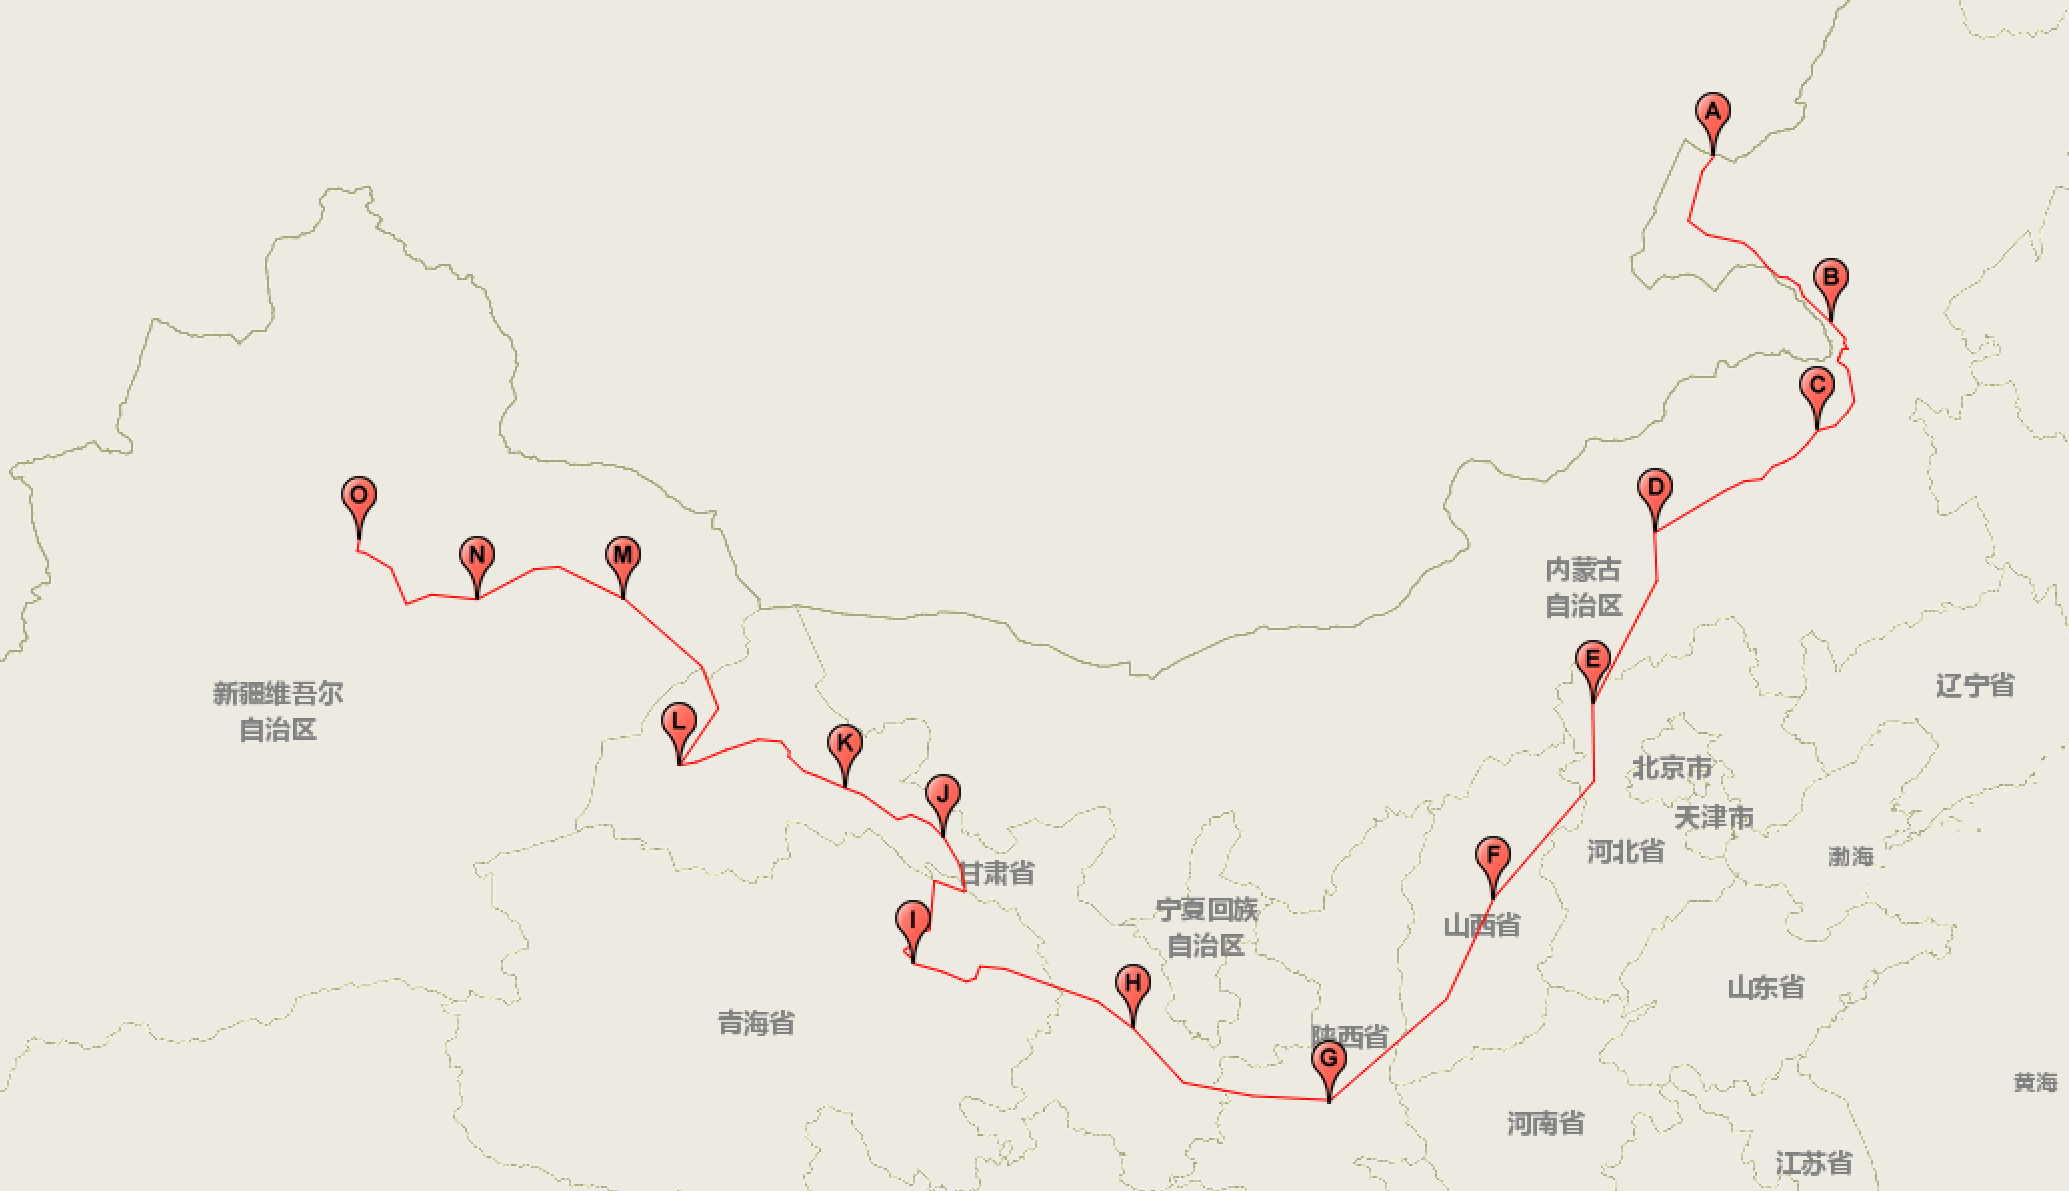 A
B
C
D
O
N
M
内蒙古
自治区
E
新疆维吾尔
自治区
辽宁省
L
K
北京市
J
天津市
河北省
渤海
F
甘肃省
I
宁夏回族
自治区
山西省
H
山东省
青海省
陕西省
G
黄海
河南省
江苏省